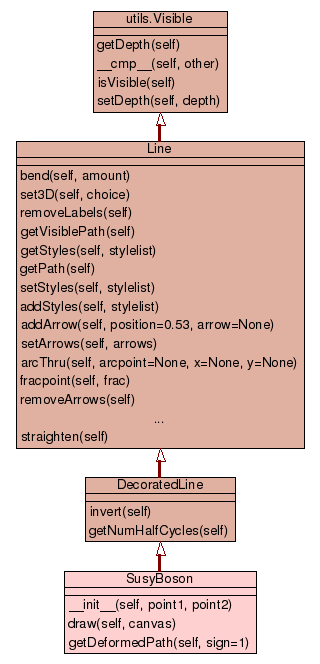 utils.Visible
getDepth(self)
__cmp__(self, other)
isVisible(self)
setDepth(self, depth)
Line
bend(self, amount)
set3D(self, choice)
removeLabels(self)
getVisiblePath(self)
getStyles(self, stylelist)
getPath(self)
setStyles(self, stylelist)
addStyles(self, stylelist)
addArrow(self, position=0.53, arrow=None)
setArrows(self, arrows)
arcThru(self, arcpoint=None, x=None, y=None)
fracpoint(self, frac)
removeArrows(self)
...
straighten(self)
DecoratedLine
invert(self)
getNumHalfCycles(self)
SusyBoson
__init__(self, point1, point2)
draw(self, canvas)
getDeformedPath(self, sign=1)